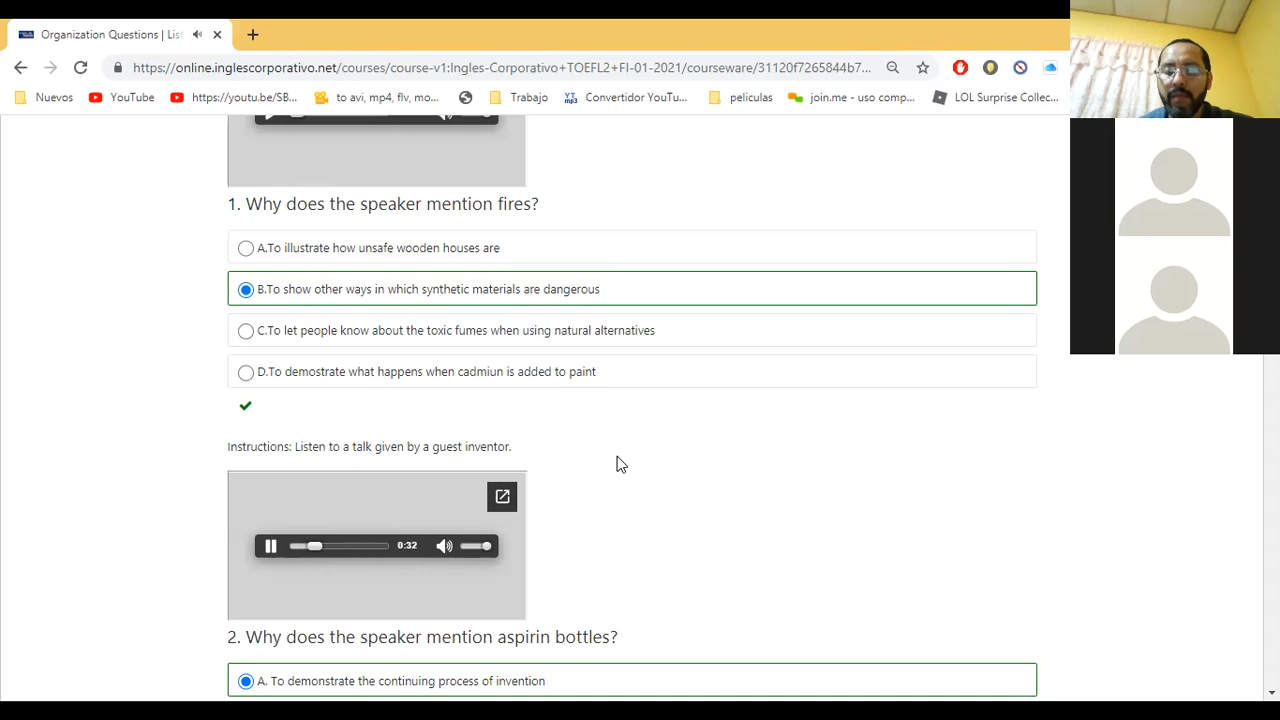 Organization Questions | List
https://online.inglescorporativo.net/courses/course-v1:Ingles-Corporativo+TOEFL2+FI-01-2021/courseware/31120f7265844b7...
Nuevos YouTube https://youtu.be/SB... to avi, mp4, flv, mo... Trabajo Convertidor YouTu... peliculas join.me - uso comp... LOL Surprise Collec...
1. Why does the speaker mention fires?
A.To illustrate how unsafe wooden houses are
B.To show other ways in which synthetic materials are dangerous
C.To let people know about the toxic fumes when using natural alternatives
D.To demostrate what happens when cadmiun is added to paint
Instructions: Listen to a talk given by a guest inventor.
0:32
2. Why does the speaker mention aspirin bottles?
A. To demonstrate the continuing process of invention